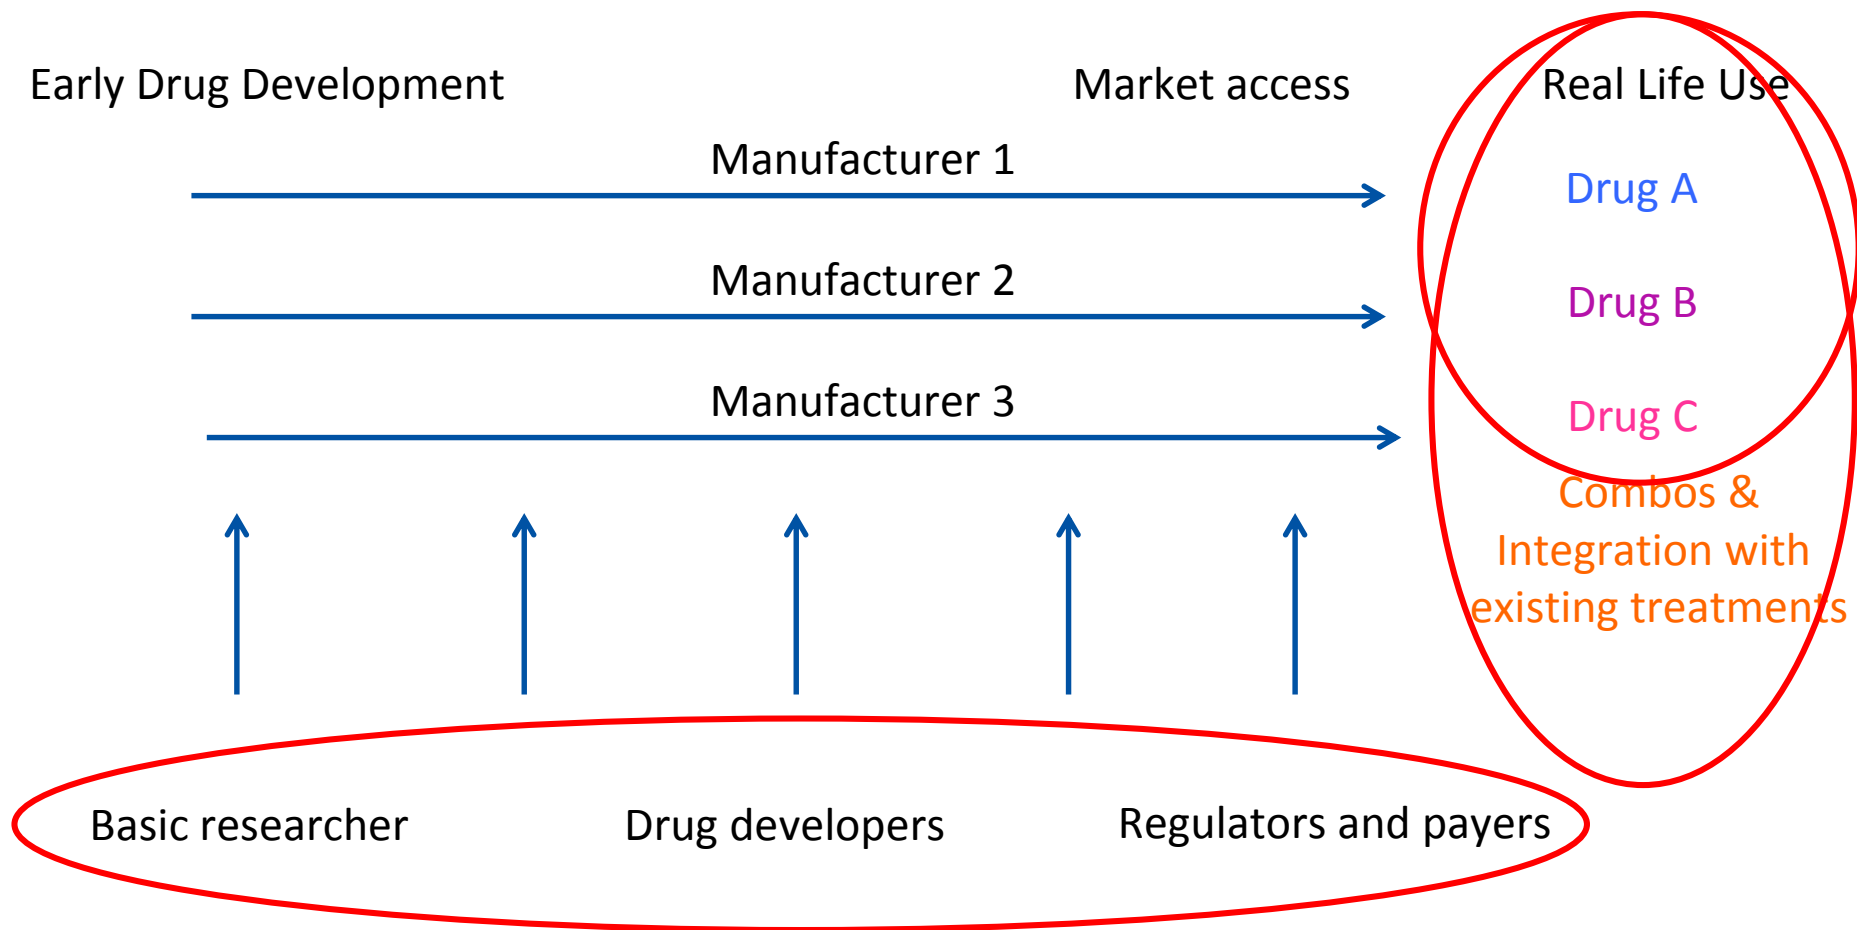 Early Drug Development
Market access
Real Life Use
Manufacturer 1
Drug A
Manufacturer 2
Drug B
Manufacturer 3
Drug C
Combos &
Integration with
existing treatments
Basic researcher
Drug developers
Regulators and payers